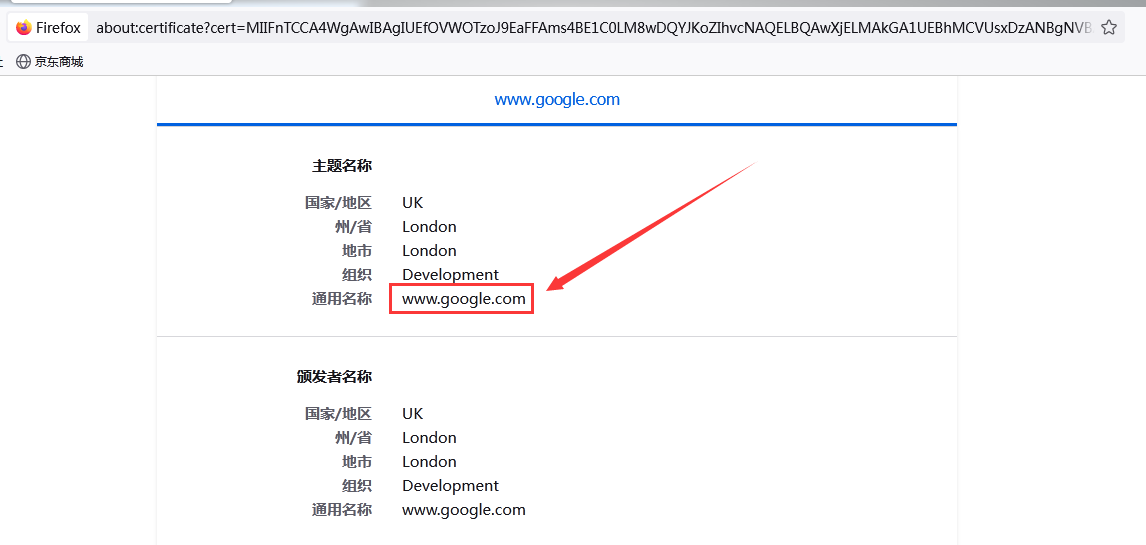 Firefox about:certificate?cert=MIIFnTCCA4WgAwIBAgIUEfOVWOTzoJ9EaFFAms4BE1C0LM8wDQYJKoZIhvcNAQELBQAwXjELMAkGA1UEBhMCVUsxDzANBgNVB
京东商城
www.google.com
主题名称
国家/地区 UK
州/省 London
地市 London
组织 Development
通用名称 www.google.com
颁发者名称
国家/地区 UK
州/省 London
地市 London
组织 Development
通用名称 www.google.com